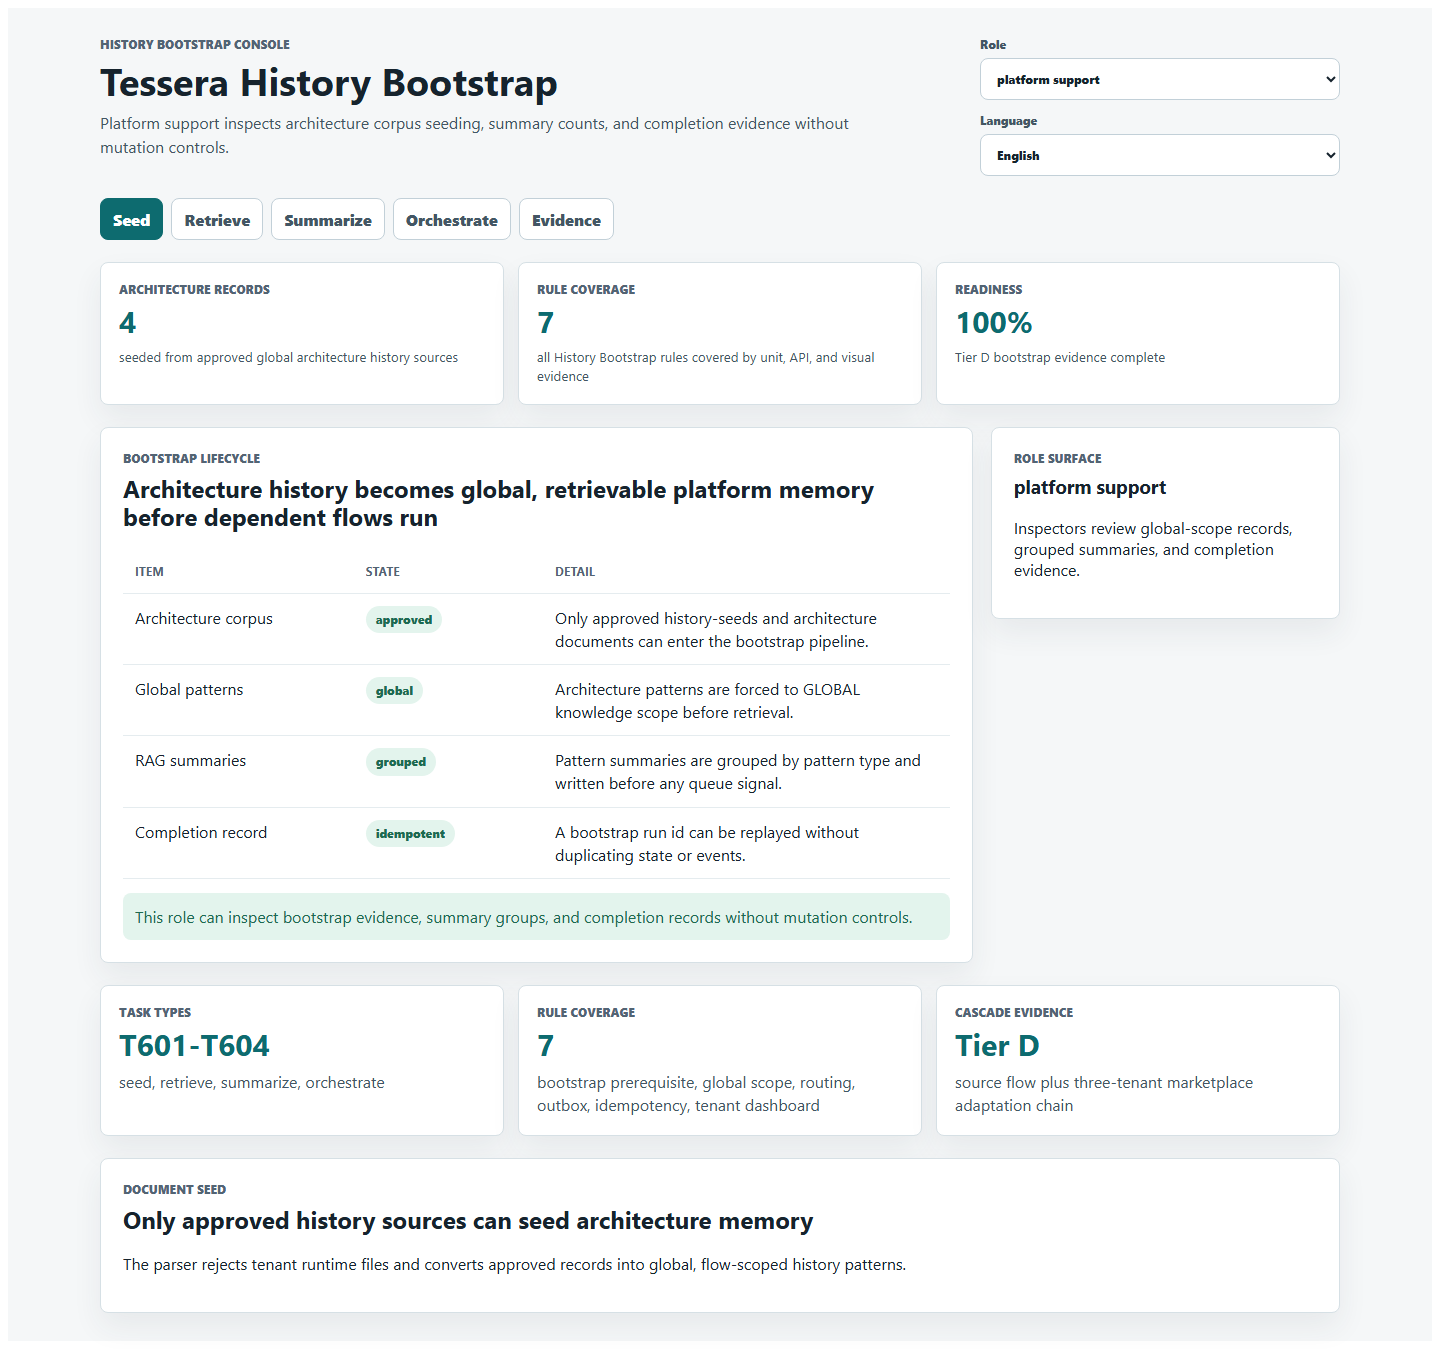 HISTORY BOOTSTRAP CONSOLE
Tessera History Bootstrap
Platform support inspects architecture corpus seeding, summary counts, and completion evidence without
mutation controls.
Role
platform support
Language
English
Seed
Retrieve
Summarize
Orchestrate
Evidence
ARCHITECTURE RECORDS
4
seeded from approved global architecture history sources
RULE COVERAGE
7
all History Bootstrap rules covered by unit, API, and visual
evidence
READINESS
100%
Tier D bootstrap evidence complete
BOOTSTRAP LIFECYCLE
Architecture history becomes global, retrievable platform memory
before dependent flows run
ITEM STATE DETAIL
Architecture corpus
approved
Only approved history-seeds and architecture
documents can enter the bootstrap pipeline.
Global patterns
global
Architecture patterns are forced to GLOBAL
knowledge scope before retrieval.
RAG summaries
grouped
Pattern summaries are grouped by pattern type and
written before any queue signal.
Completion record
idempotent
A bootstrap run id can be replayed without
duplicating state or events.
This role can inspect bootstrap evidence, summary groups, and completion records without mutation controls.
ROLE SURFACE
platform support
Inspectors review global-scope records,
grouped summaries, and completion
evidence.
TASK TYPES
T601-T604
seed, retrieve, summarize, orchestrate
RULE COVERAGE
7
bootstrap prerequisite, global scope, routing,
outbox, idempotency, tenant dashboard
CASCADE EVIDENCE
Tier D
source flow plus three-tenant marketplace
adaptation chain
DOCUMENT SEED
Only approved history sources can seed architecture memory
The parser rejects tenant runtime files and converts approved records into global, flow-scoped history patterns.